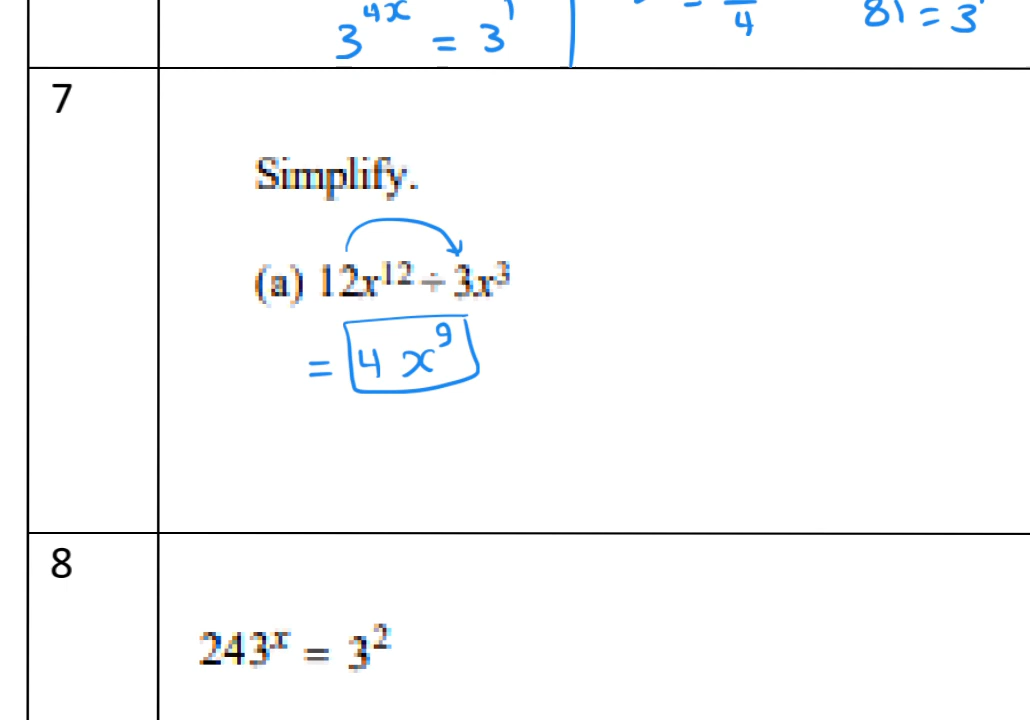 3^{4x} = 3^1 = \frac{}{4} 81 = 3
7
Simplify.
(a) 12x^{12} ÷ 3x^3
= 4x^9
8
243^x = 3^2